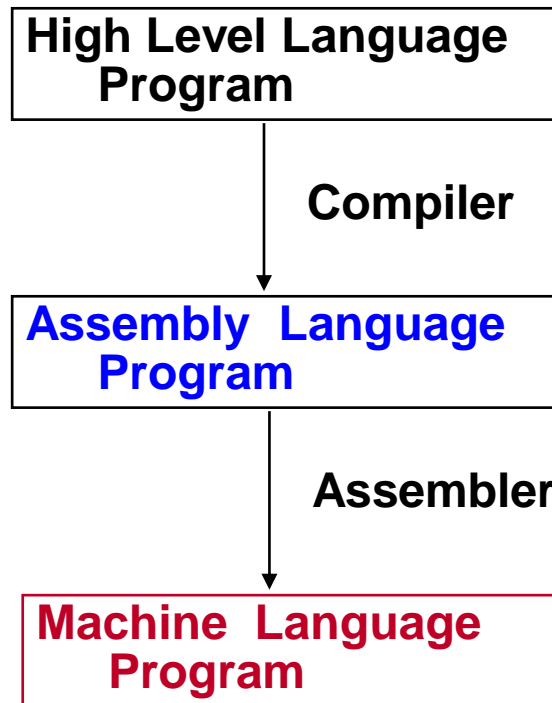 High Level Language
Program
Compiler
Assembly Language
Program
Assembler
Machine Language
Program